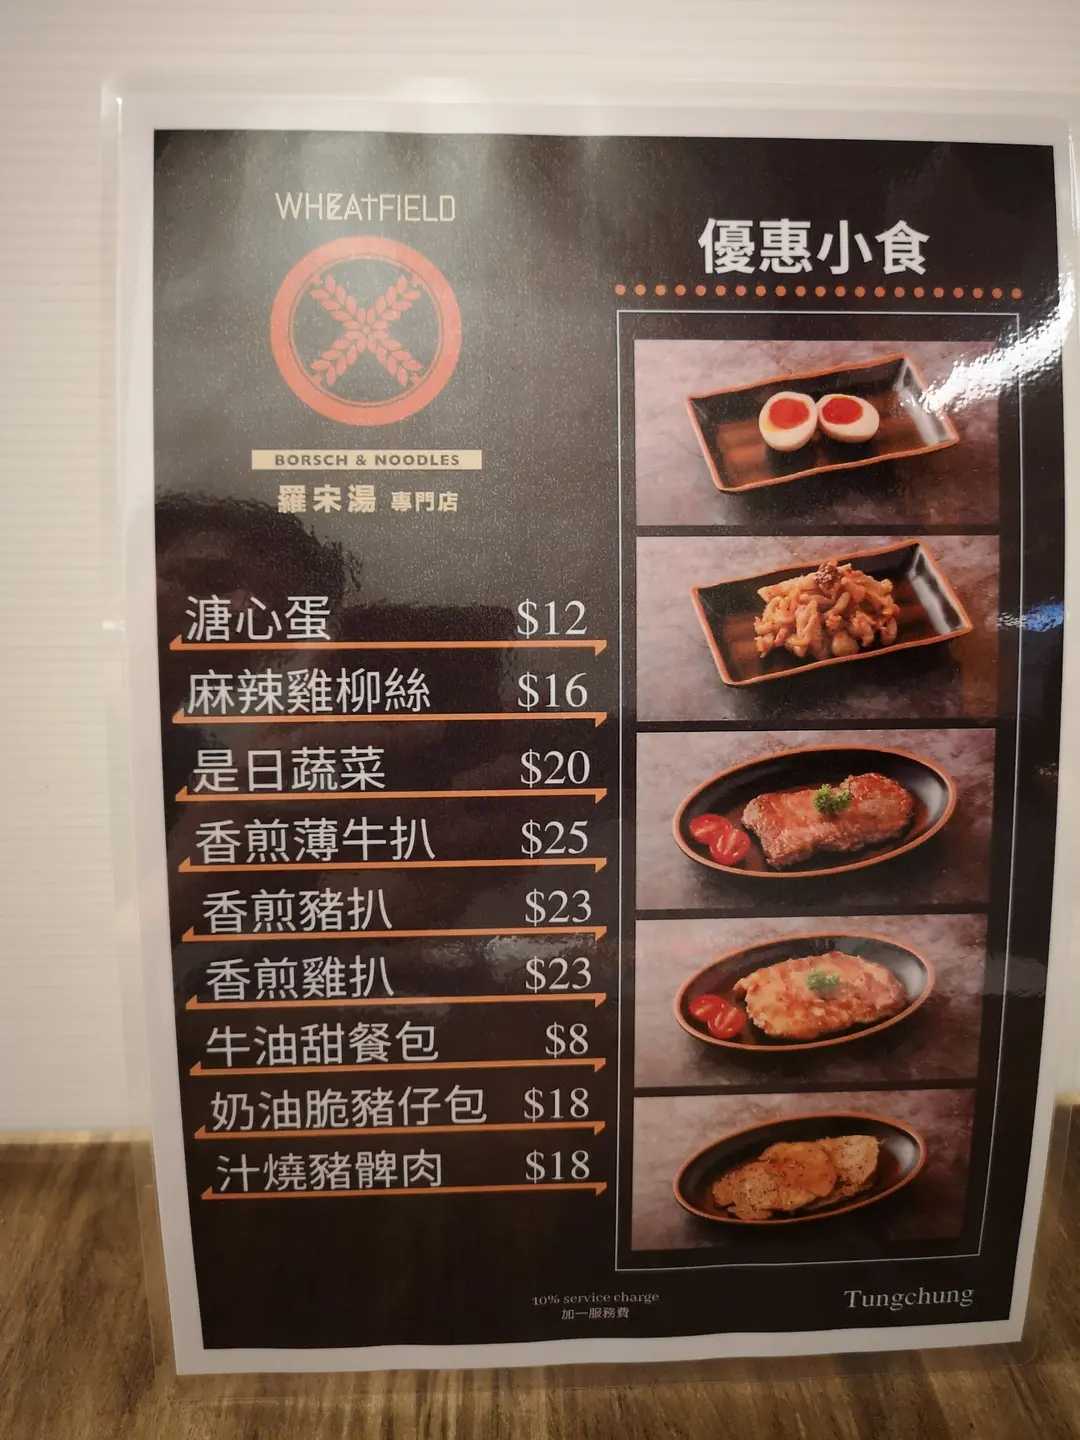 WHEATFIELD
BORSCH & NOODLES
羅宋湯 專門店
優惠小食
溏心蛋 $12
麻辣雞柳絲 $16
是日蔬菜 $20
香煎薄牛扒 $25
香煎豬扒 $23
香煎雞扒 $23
牛油甜餐包 $8
奶油脆豬仔包 $18
汁燒豬髀肉 $18
10% service charge
加一服務費
Tungchung